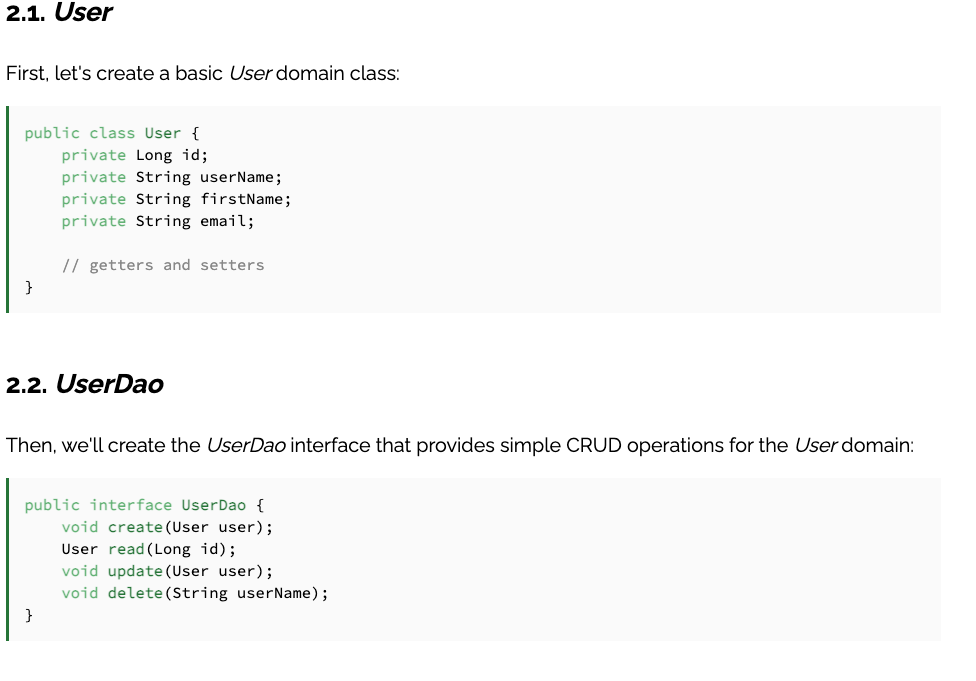 2.1. User
First, let's create a basic User domain class:
public class User {
    private Long id;
    private String userName;
    private String firstName;
    private String email;
    // getters and setters
}
2.2. UserDao
Then, we'll create the UserDao interface that provides simple CRUD operations for the User domain:
public interface UserDao {
    void create(User user);
    User read(Long id);
    void update(User user);
    void delete(String userName);
}